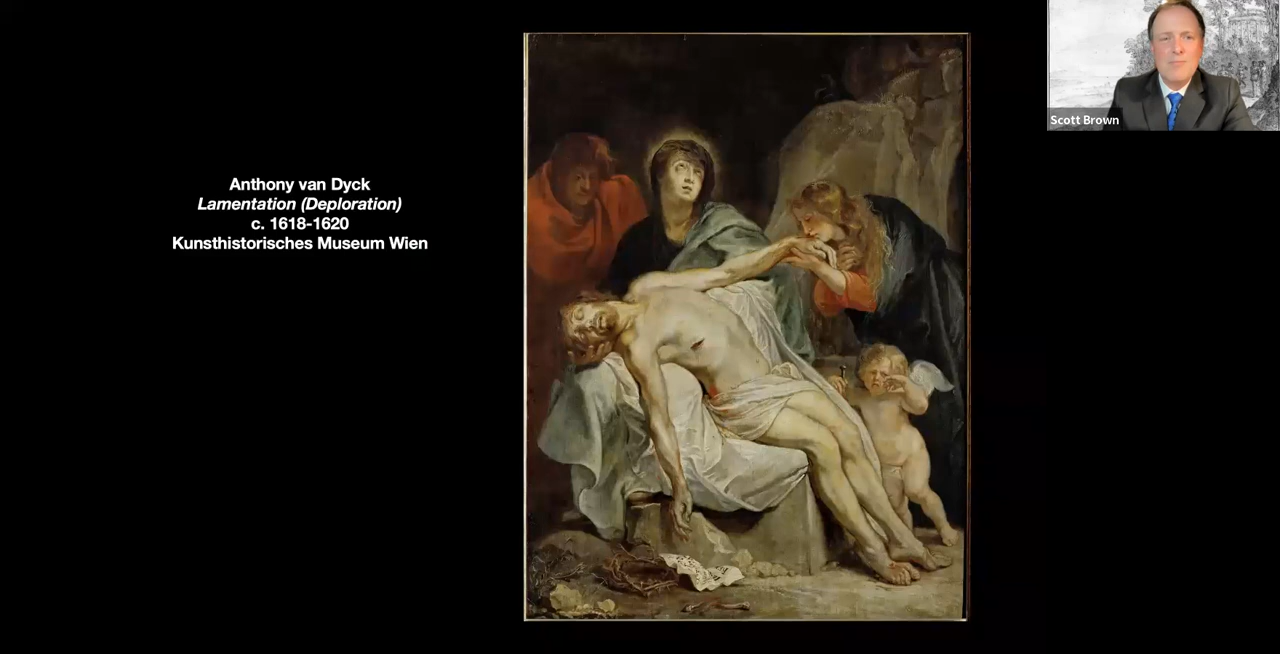 Anthony van Dyck
Lamentation (Deploration)
c. 1618-1620
Kunsthistorisches Museum Wien
Scott Brown